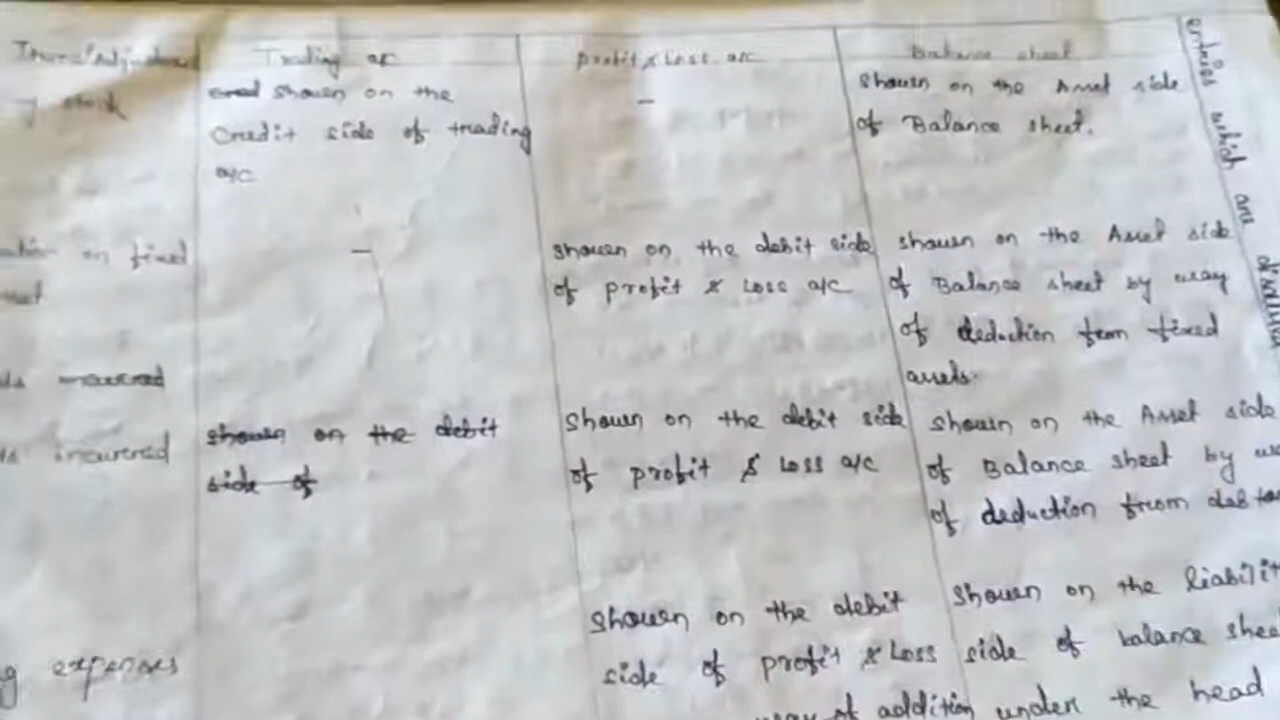 Trading ac
profit & Loss a/c
Balance sheet
shown on the
Credit side of trading
a/c
-
shown on the Asset side
of Balance sheet.
on fixed
-
shown on the debit side
of profit & Loss a/c
shown on the Asset side
of Balance sheet by way
of deduction from fixed
assets.
incurred
incurred
shown on the debit
side of
shown on the debit side
of profit & Loss a/c
shown on the Asset side
of Balance sheet by
of deduction from
expenses
shown on the debit
side of profit & Loss
of addition
shown on the
side of balance
under the head
entries which are